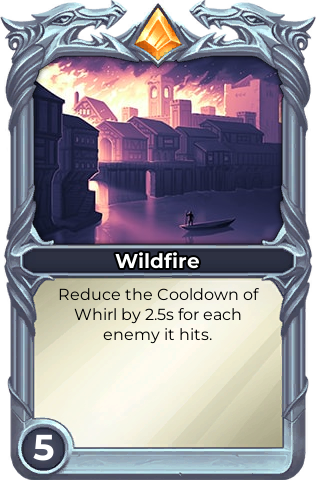 Wildfire
Reduce the Cooldown of
Whirl by 2.5s for each
enemy it hits.
5